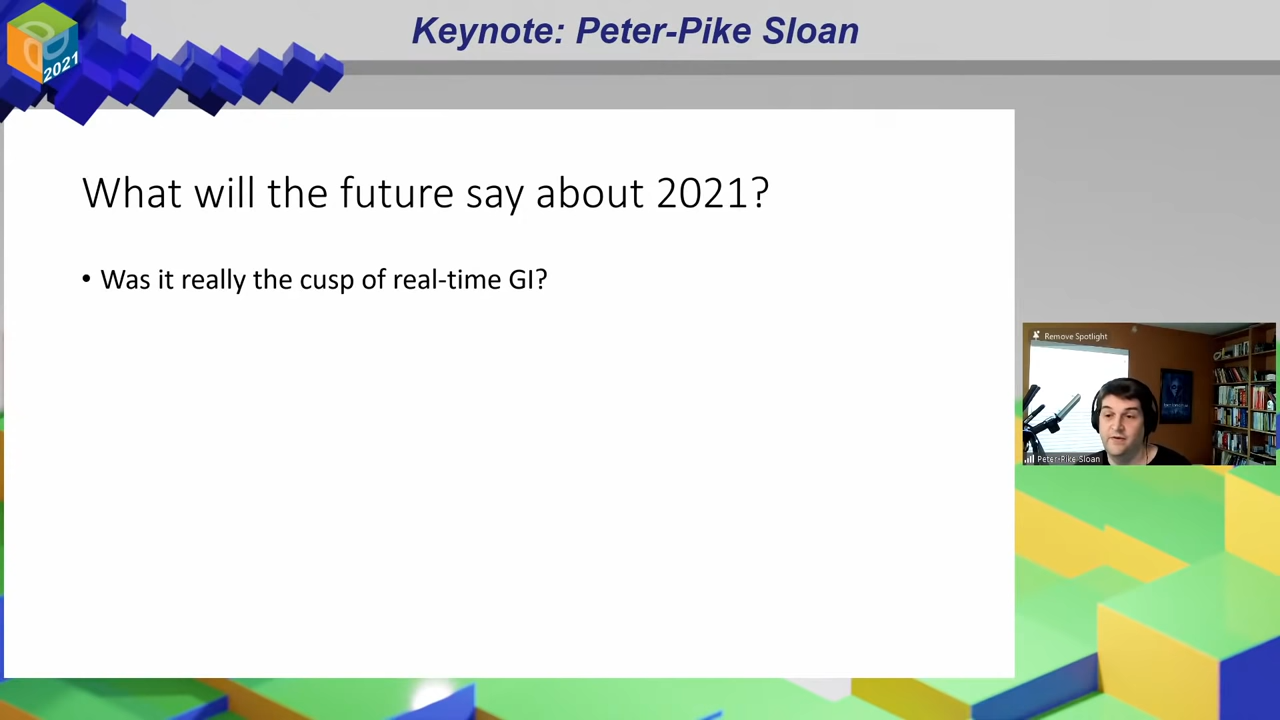 Keynote: Peter-Pike Sloan
2021
What will the future say about 2021?
• Was it really the cusp of real-time GI?
Remove Spotlight
Peter-Pike Sloan